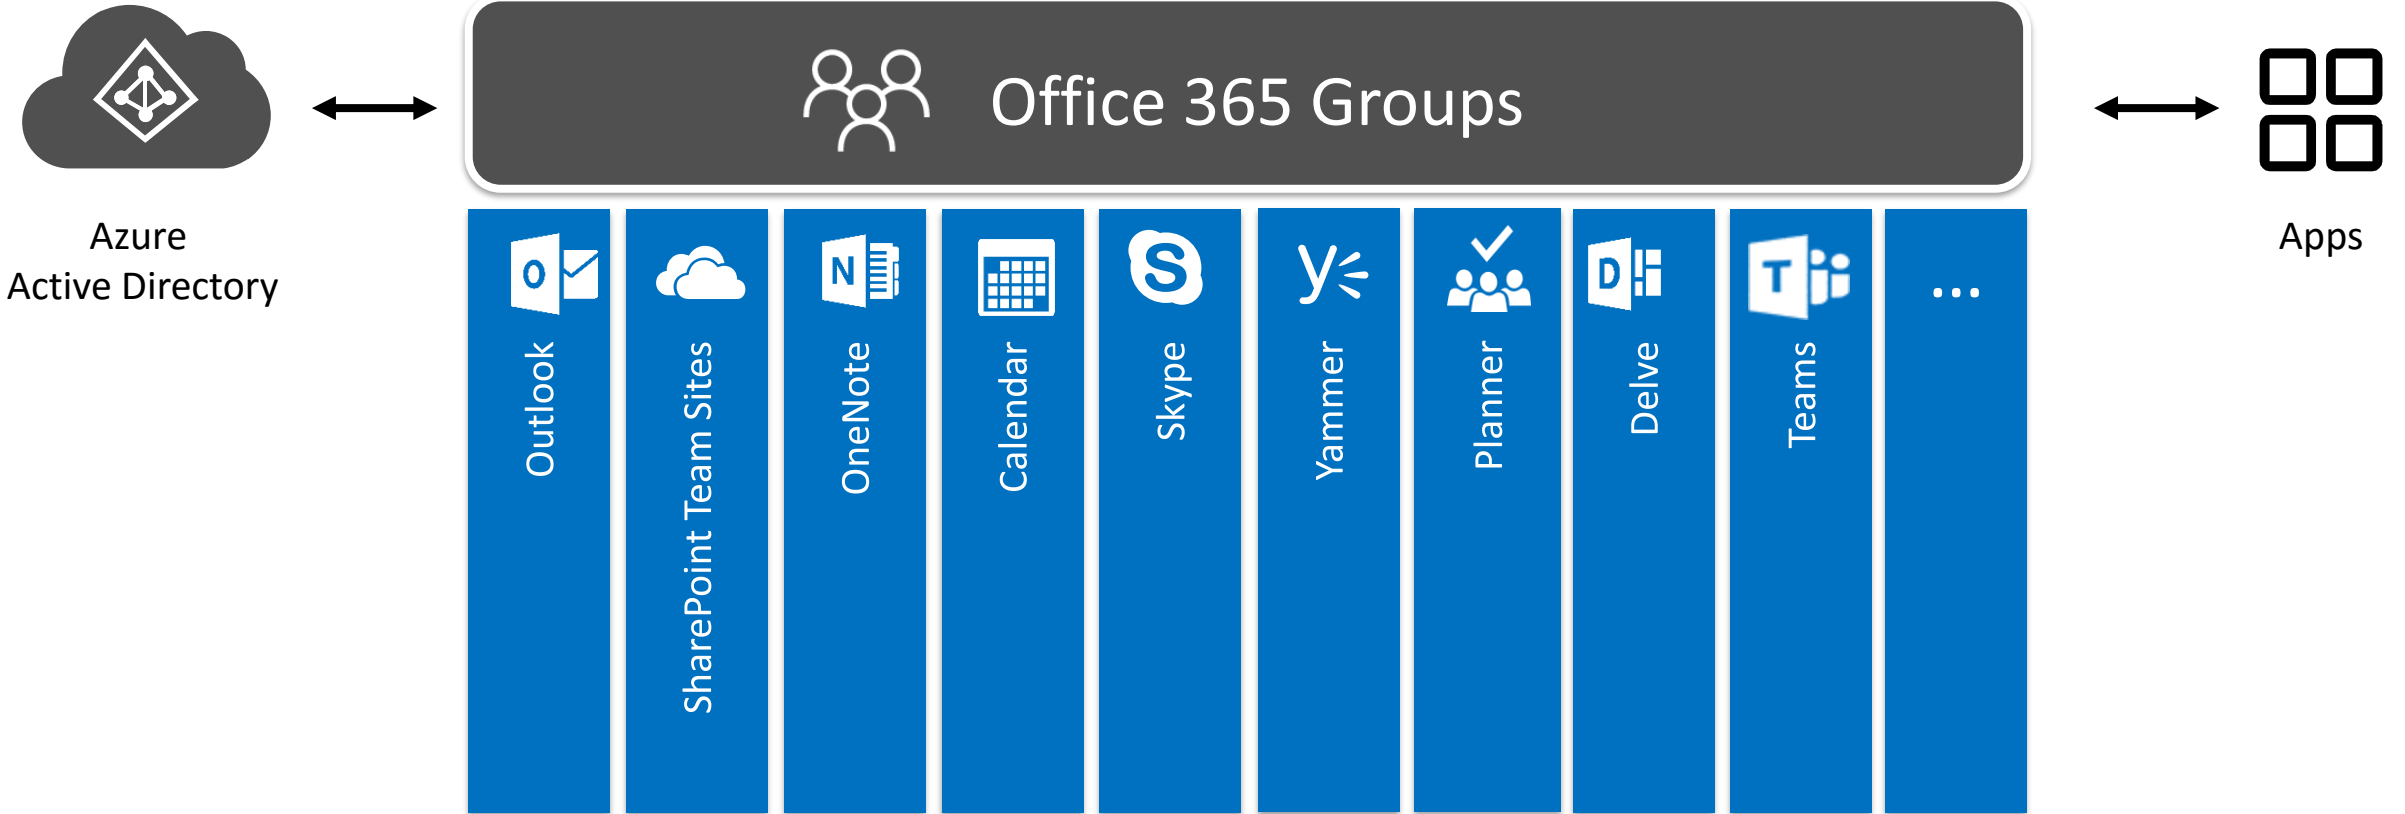 Office 365 Groups
Azure
Active Directory
Apps
O
N
S
y
D
T
...
Outlook
SharePoint Team Sites
OneNote
Calendar
Skype
Yammer
Planner
Delve
Teams